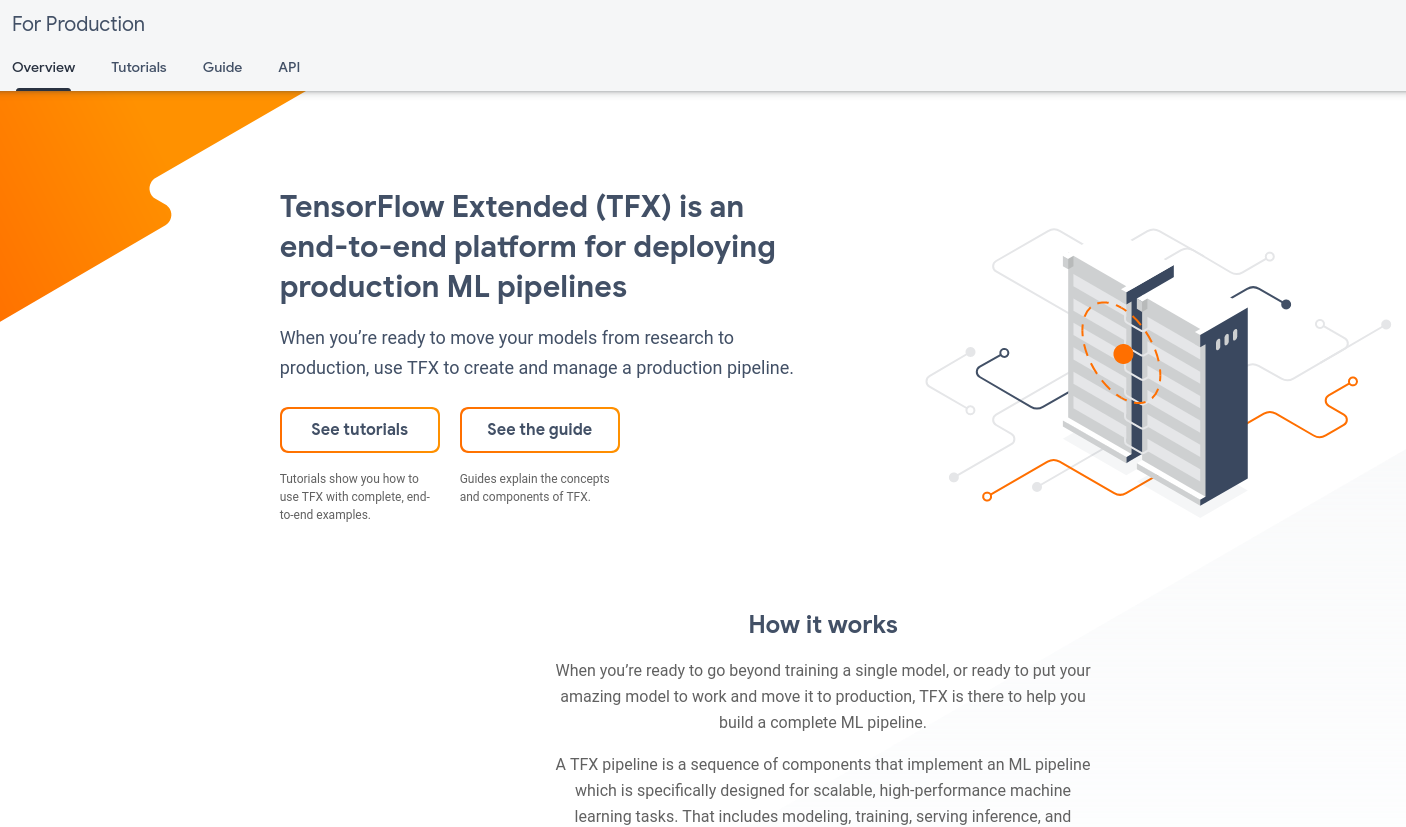 For Production
Overview Tutorials Guide API
TensorFlow Extended (TFX) is an
end-to-end platform for deploying
production ML pipelines
When you’re ready to move your models from research to
production, use TFX to create and manage a production pipeline.
See tutorials
Tutorials show you how to
use TFX with complete, end-
to-end examples.
See the guide
Guides explain the concepts
and components of TFX.
How it works
When you’re ready to go beyond training a single model, or ready to put your
amazing model to work and move it to production, TFX is there to help you
build a complete ML pipeline.
A TFX pipeline is a sequence of components that implement an ML pipeline
which is specifically designed for scalable, high-performance machine
learning tasks. That includes modeling, training, serving inference, and